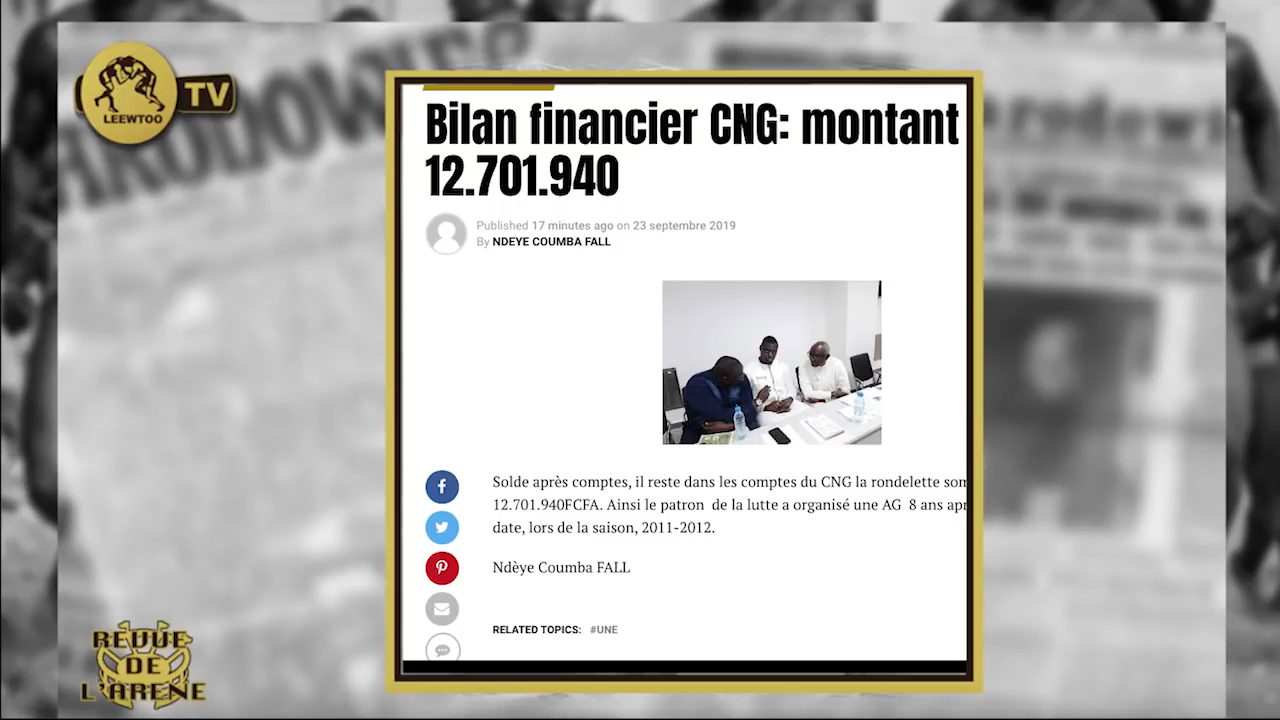 LEEWTOO
TV
Bilan financier CNG: montant
12.701.940
Published 17 minutes ago on 23 septembre 2019
By NDEYE COUMBA FALL
Solde après comptes, il reste dans les comptes du CNG la rondelette
12.701.940FCFA. Ainsi le patron de la lutte a organisé une AG 8 ans
date, lors de la saison, 2011-2012.
Ndèye Coumba FALL
RELATED TOPICS: #UNE
REVUE
DE
L'ARENE